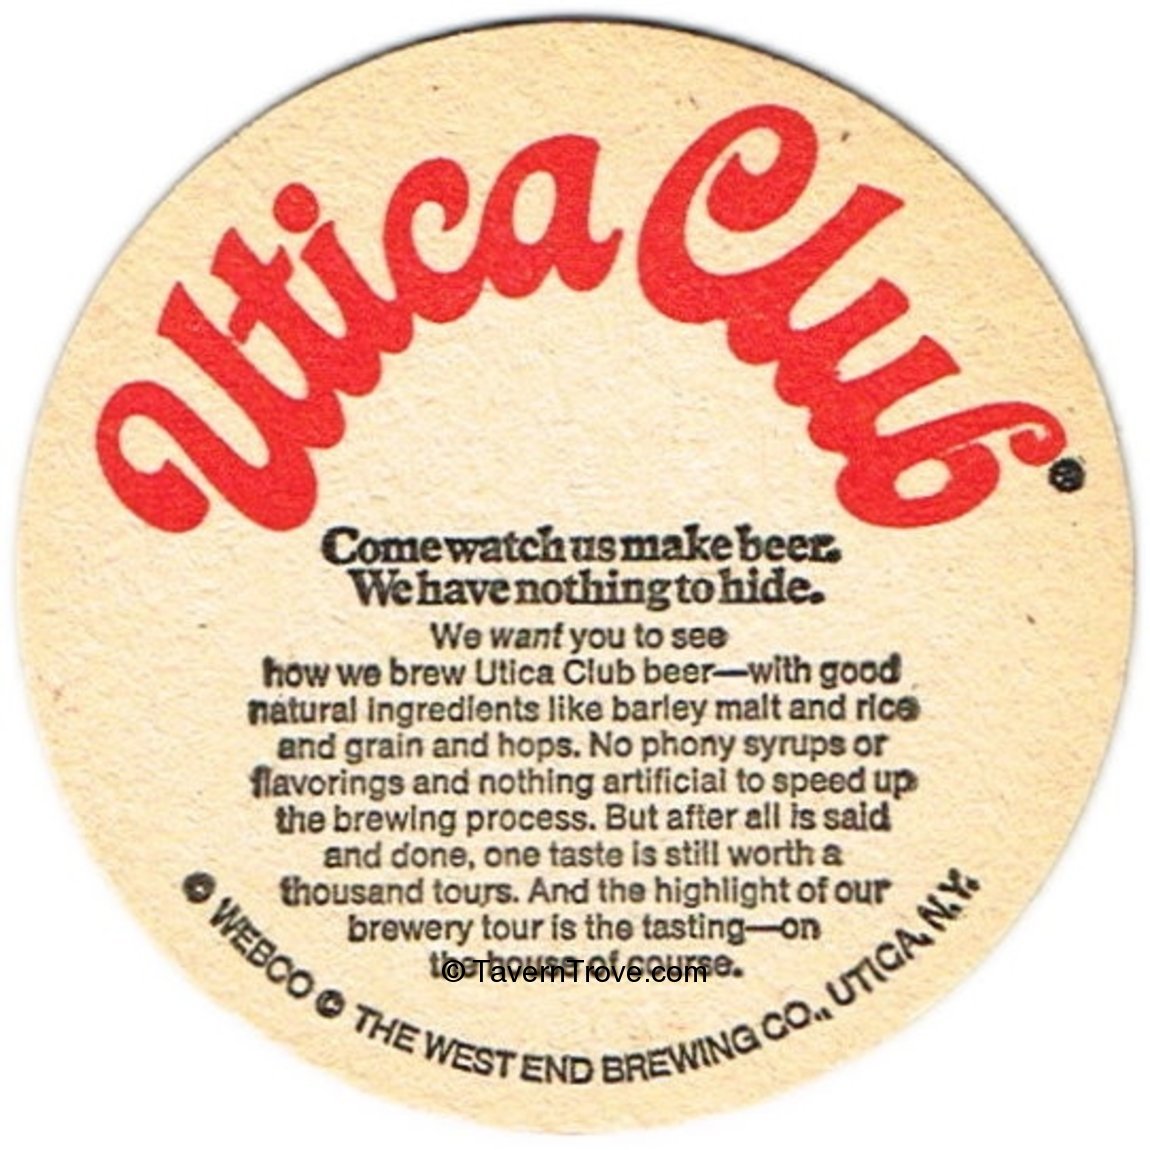 Utica Club®
Come watch us make beer.
We have nothing to hide.
We want you to see
how we brew Utica Club beer—with good
natural ingredients like barley malt and rice
and grain and hops. No phony syrups or
flavorings and nothing artificial to speed up
the brewing process. But after all is said
and done, one taste is still worth a
thousand tours. And the highlight of our
brewery tour is the tasting—on
the house of course.
© TavernTrove.com
© WEBCO © THE WEST END BREWING CO., UTICA, N.Y.